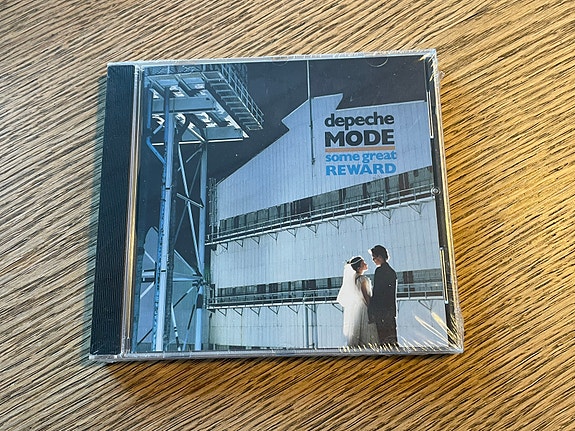 depeche
MODE
some great
REWARD